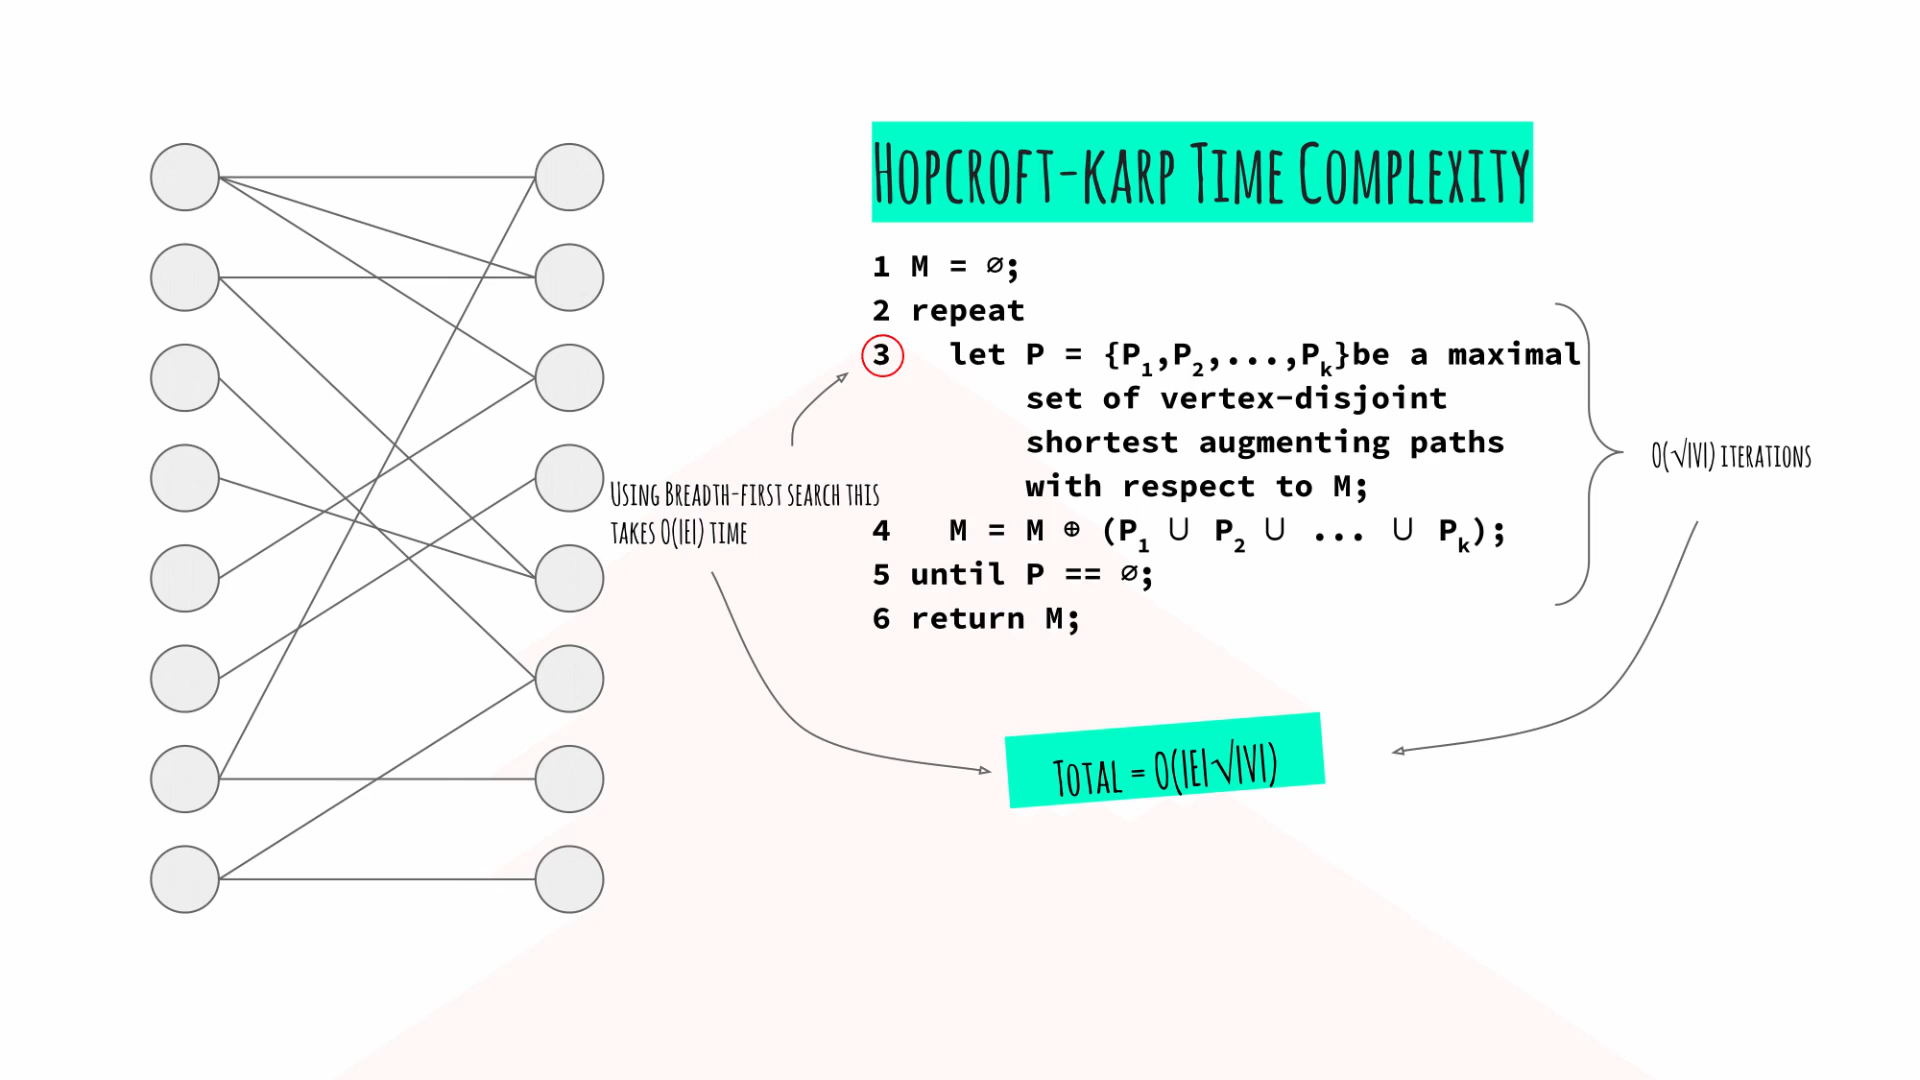 Hopcroft-Karp Time Complexity
1 M = ∅;
2 repeat
3 let P = {P₁,P₂,...,Pₖ}be a maximal
set of vertex-disjoint
shortest augmenting paths
with respect to M;
4 M = M ⊕ (P₁ ∪ P₂ ∪ ... ∪ Pₖ);
5 until P == ∅;
6 return M;
Using Breadth-first search this
takes O(|E|) time
O(√|V|) iterations
Total = O(|E|√|V|)